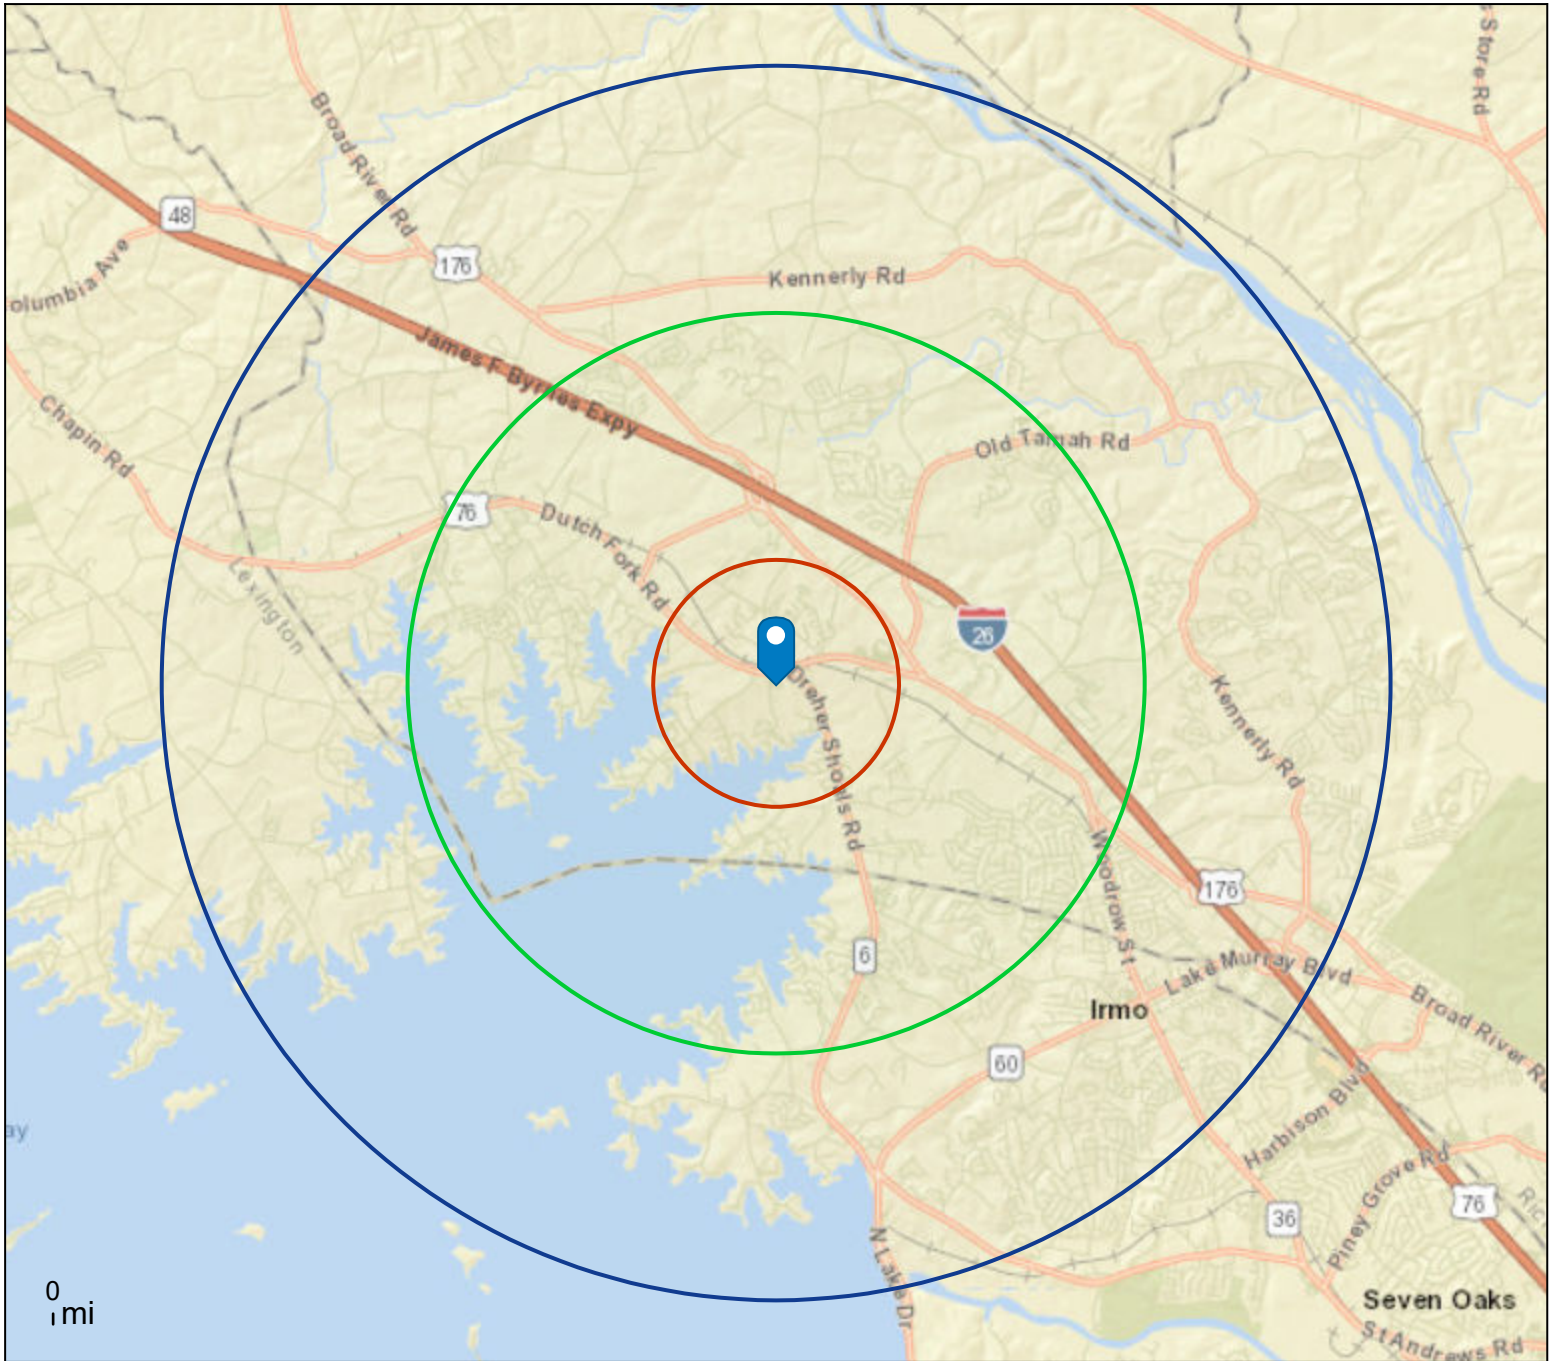 s Store Rd
Broad River Rd
48
176
olumbia Ave
Kennerly Rd
James F Byrnes Expy
Chapin Rd
Old Tamah Rd
76
Dutch Fork Rd
Lexington
26
Dreher Shoals Rd
Kennerly Rd
Woodrow St
176
6
Lake Murray Blvd
Irmo
Broad River Rd
60
Harbison Blvd
ay
Piney Grove Rd
76
Ric
36
N Lake Dr
0
mi
Seven Oaks
St Andrews Rd